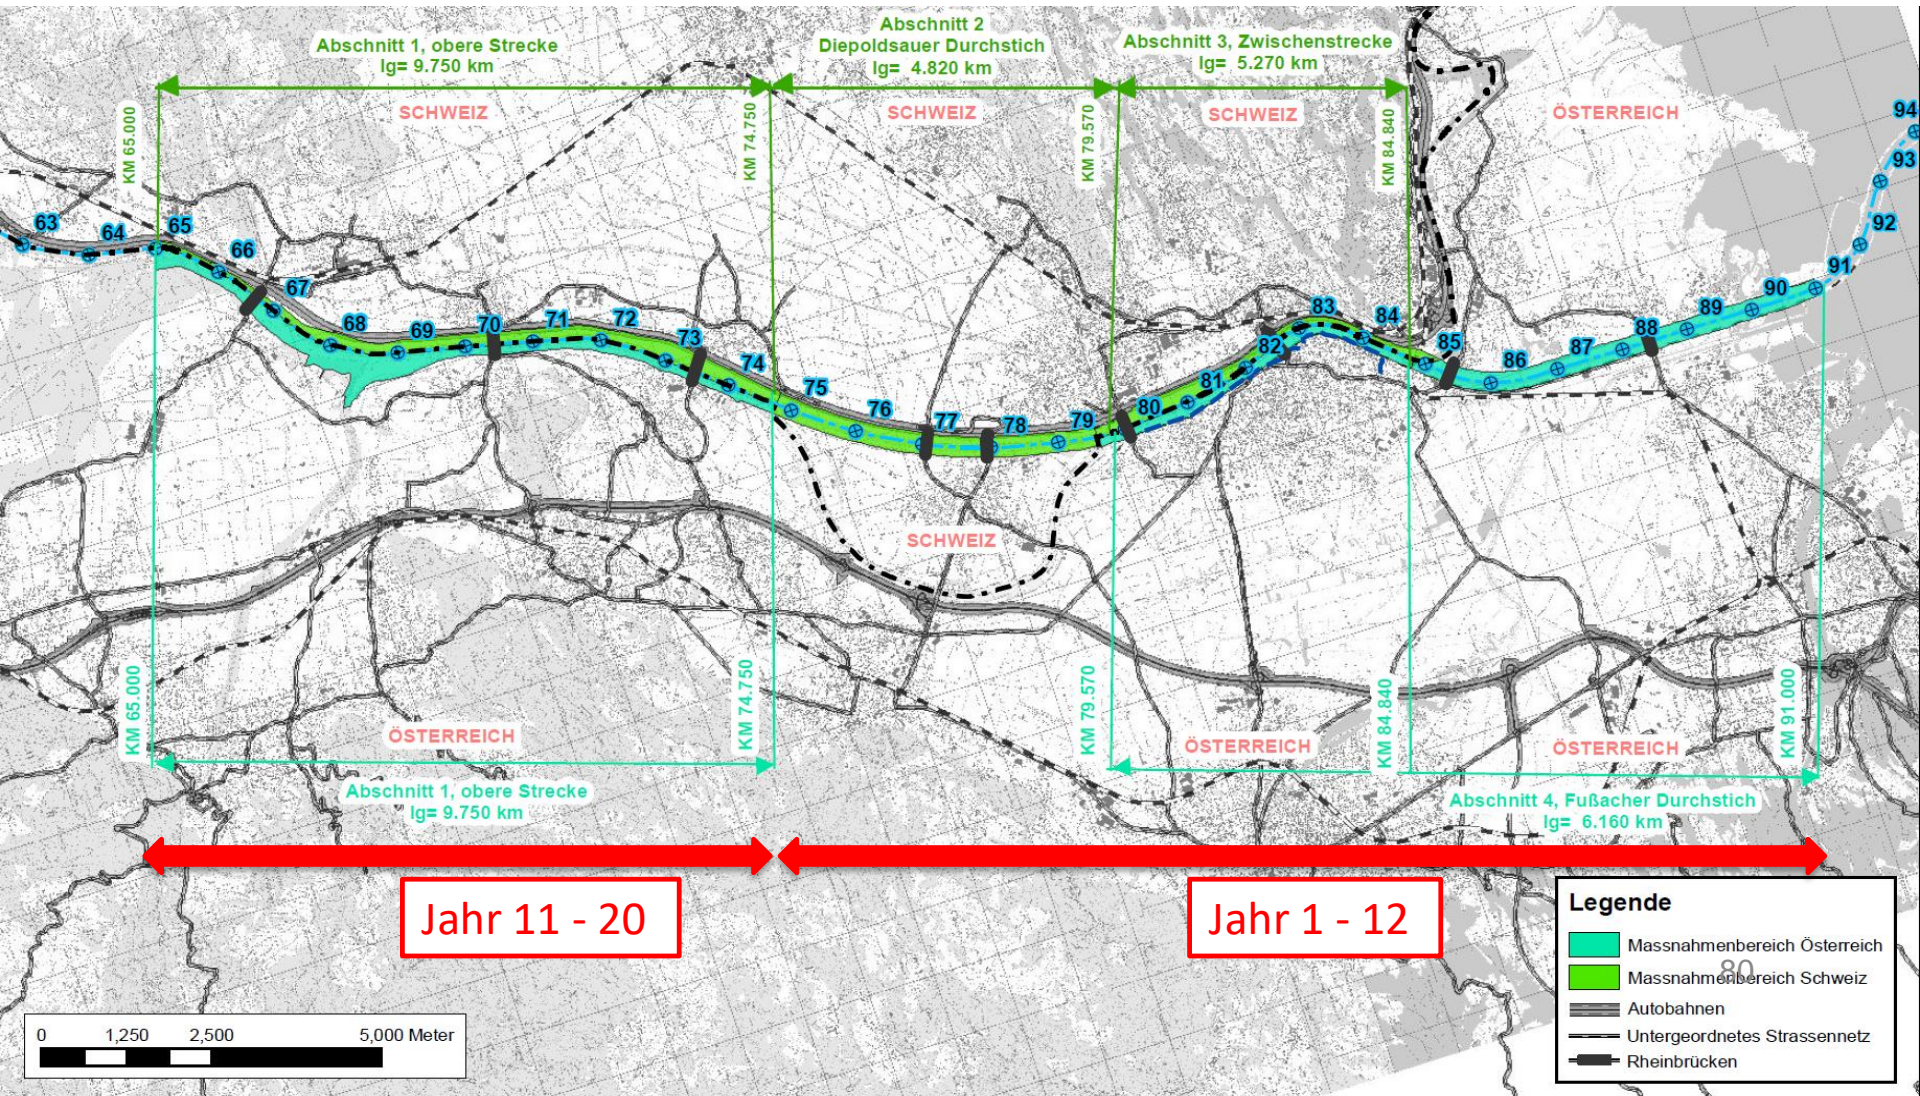 Abschnitt 1, obere Strecke
lg= 9.750 km
Abschnitt 2
Diepoldsauer Durchstich
lg= 4.820 km
Abschnitt 3, Zwischenstrecke
lg= 5.270 km
SCHWEIZ
SCHWEIZ
SCHWEIZ
ÖSTERREICH
KM 65.000
KM 74.750
KM 79.570
KM 84.840
63
64
65
66
67
68
69
70
71
72
73
74
75
76
77
78
79
80
81
82
83
84
85
86
87
88
89
90
91
92
93
94
SCHWEIZ
KM 65.000
KM 74.750
KM 79.570
KM 84.840
KM 91.000
ÖSTERREICH
ÖSTERREICH
ÖSTERREICH
Abschnitt 1, obere Strecke
lg= 9.750 km
Abschnitt 4, Fußacher Durchstich
lg= 6.160 km
Jahr 11 - 20
Jahr 1 - 12
Legende
Massnahmenbereich Österreich
Massnahmenbereich Schweiz
80
Autobahnen
Untergeordnetes Strassennetz
Rheinbrücken
0 1,250 2,500 5,000 Meter